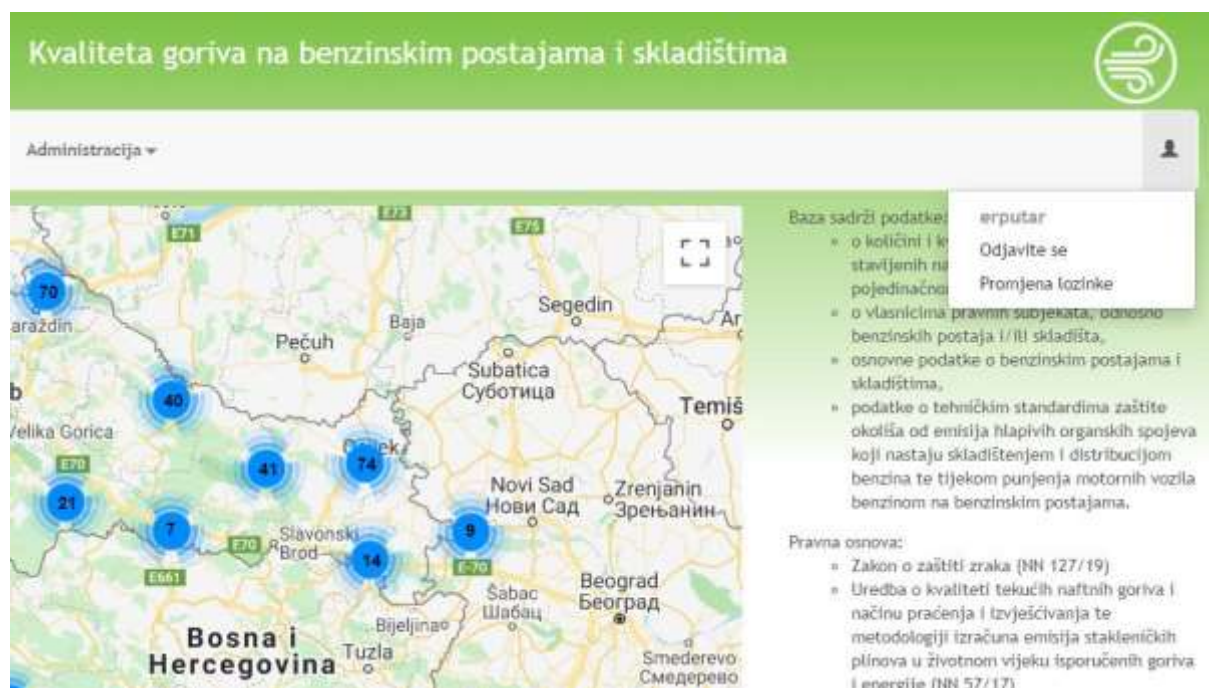 Kvaliteta goriva na benzinskim postajama i skladištima
Administracija
erputar
Odjavite se
Promjena lozinke
E73
E71
E75
70
araždin
Segedin
Ar
Baja
Pečuh
Subatica
Суботица
Temiš
40
Velika Gorica
E70
41
74
21
Novi Sad
Нови Сад
Zrenjanin
Зрењанин
7
9
E70
Slavonski
Brod
14
E-70
E661
Šabac
Шабац
Beograd
Београд
Bijeljina
Bosna i
Hercegovina
Tuzla
Smederevo
Смедерево
Baza sadrži podatke:
o količini i k
stavljenih na
pojedinačno
o vlasnicima pravnih subjekata, odnosno
benzinskih postaja i/ili skladišta,
osnovne podatke o benzinskim postajama i
skladištima,
podatke o tehničkim standardima zaštite
okoliša od emisija hlapivih organskih spojeva
koji nastaju skladištenjem i distribucijom
benzina te tijekom punjenja motornih vozila
benzinom na benzinskim postajama.
Pravna osnova:
Zakon o zaštiti zraka (NN 127/19)
Uredba o kvaliteti tekućih naftnih goriva i
načinu praćenja i izvješćivanja te
metodologiji izračuna emisija stakleničkih
plinova u životnom vijeku isporučenih goriva
i energije (NN 57/17)